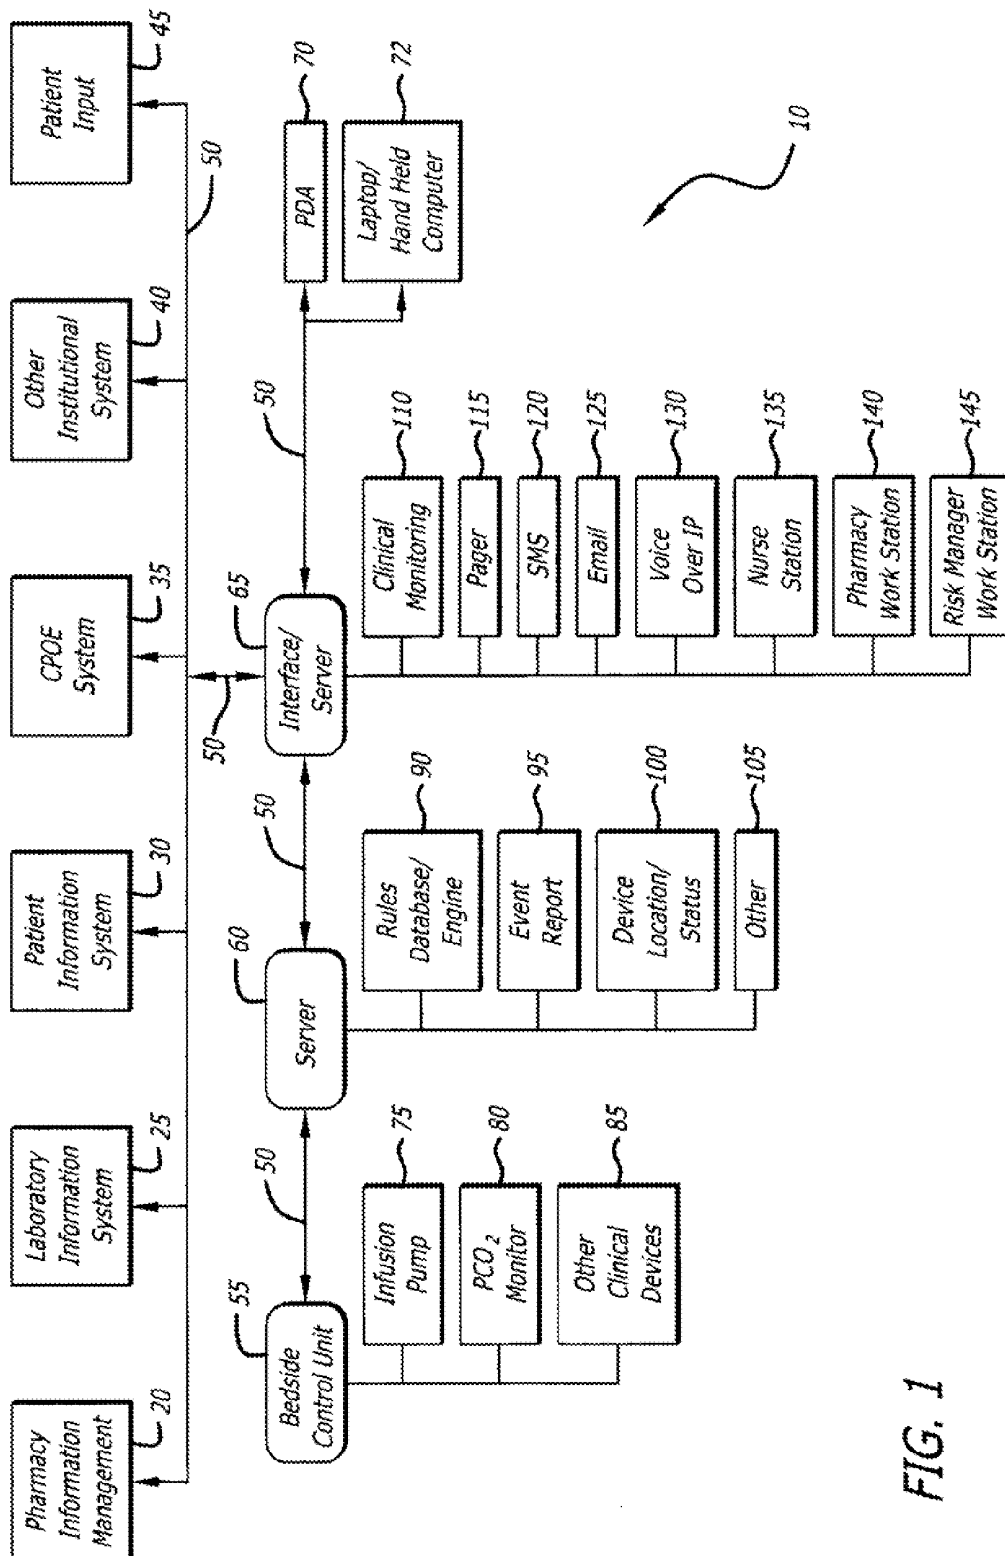 Pharmacy
Information
Management
20
Laboratory
Information
System
25
Patient
Information
System
30
CPOE
System
35
Other
Institutional
System
40
Patient
Input
45
50
50
Bedside
Control Unit
55
50
Server
60
50
Interface/
Server
65
50
PDA
70
Laptop/
Hand Held
Computer
72
Infusion
Pump
75
PCO₂
Monitor
80
Other
Clinical
Devices
85
Rules
Database/
Engine
90
Event
Report
95
Device
Location/
Status
100
Other
105
Clinical
Monitoring
110
Pager
115
SMS
120
Email
125
Voice
Over IP
130
Nurse
Station
135
Pharmacy
Work Station
140
Risk Manager
Work Station
145
10
FIG. 1